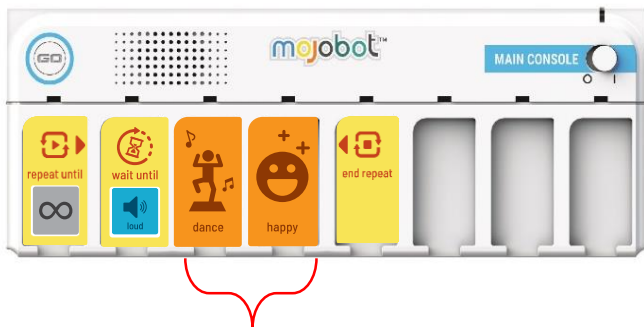 GO
mojobot™
MAIN CONSOLE
O I
repeat until
∞
wait until
loud
dance
happy
end repeat